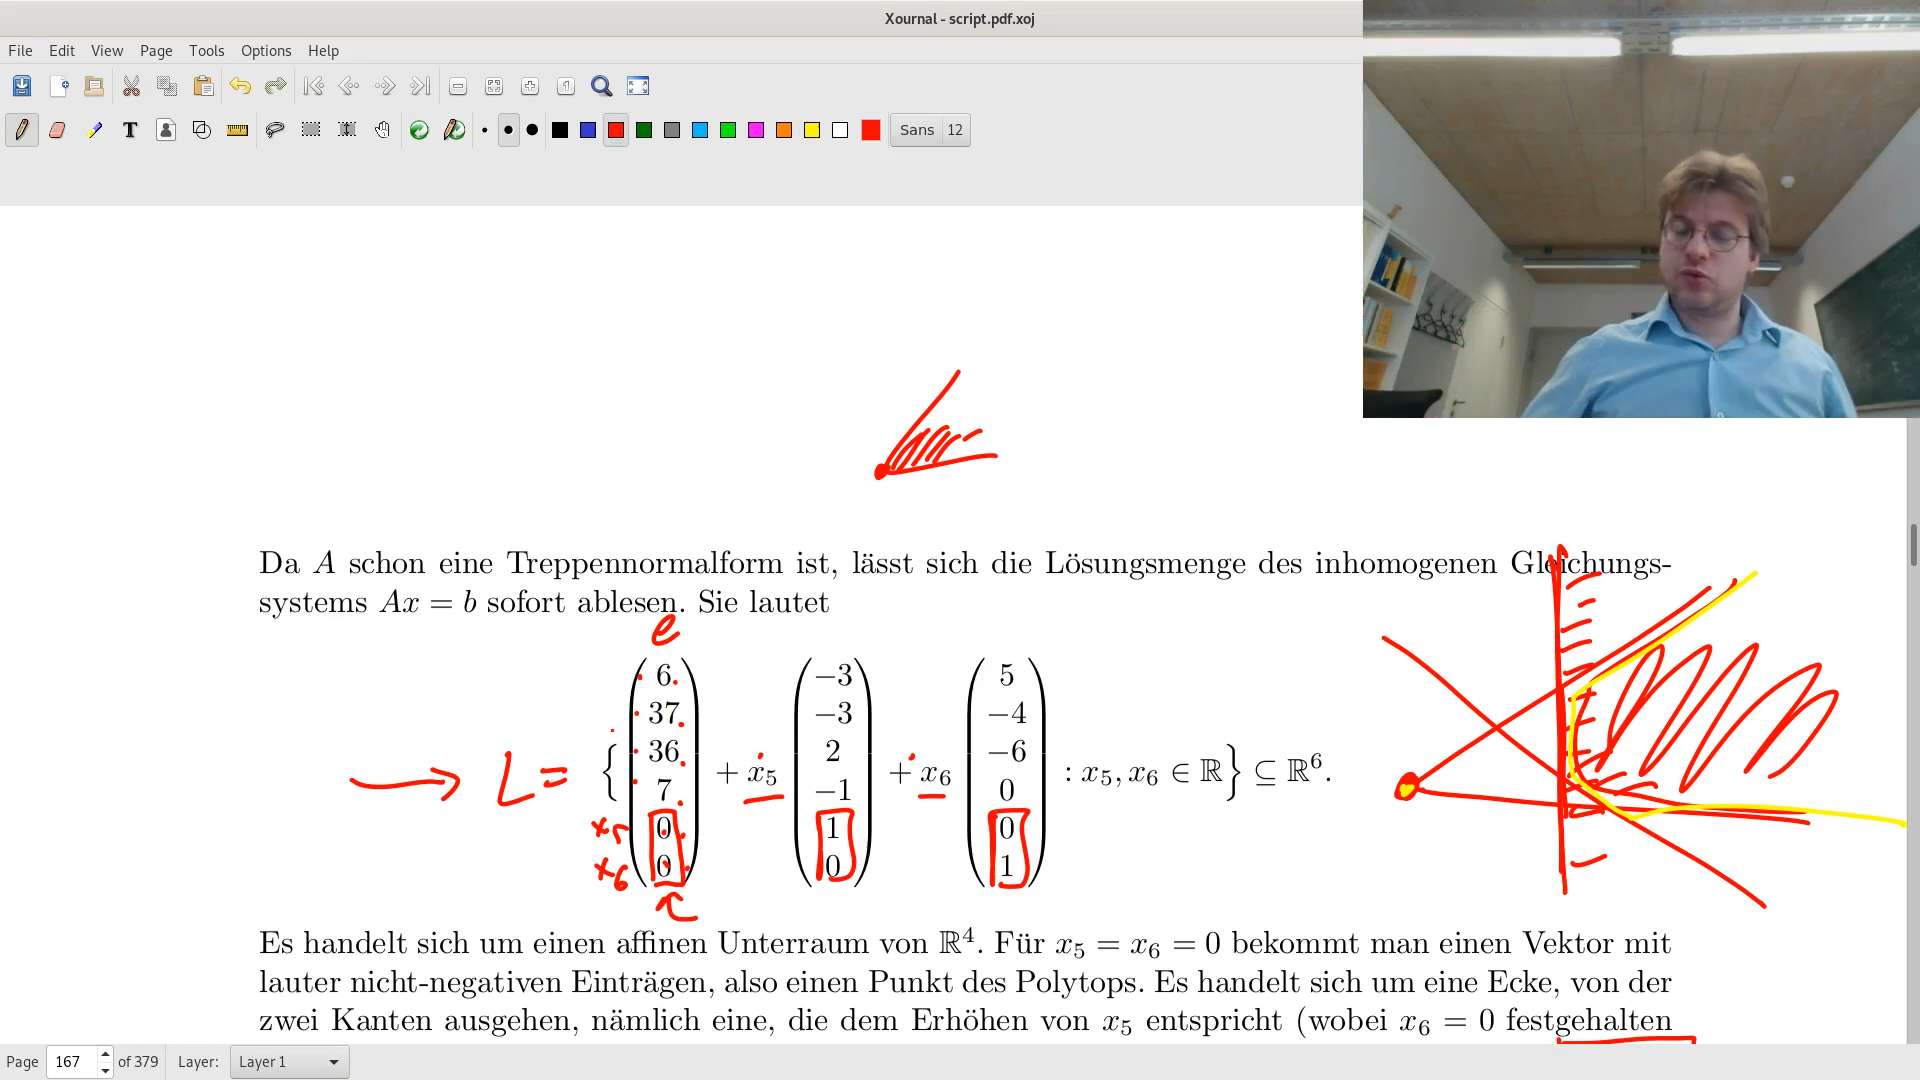 Xournal - script.pdf.xoj
File Edit View Page Tools Options Help
Sans 12
Da A schon eine Treppennormalform ist, lässt sich die Lösungsmenge des inhomogenen Gleichungs-
systems Ax = b sofort ablesen. Sie lautet
e
→ L = { (6 37 36 7 0 0) + x₅ (−3 −3 2 −1 1 0) + x₆ (5 −4 −6 0 0 1) : x₅, x₆ ∈ ℝ } ⊆ ℝ⁶.
x₅
x₆
Es handelt sich um einen affinen Unterraum von ℝ⁴. Für x₅ = x₆ = 0 bekommt man einen Vektor mit
lauter nicht-negativen Einträgen, also einen Punkt des Polytops. Es handelt sich um eine Ecke, von der
zwei Kanten ausgehen, nämlich eine, die dem Erhöhen von x₅ entspricht (wobei x₆ = 0 festgehalten
Page 167 of 379 Layer: Layer 1